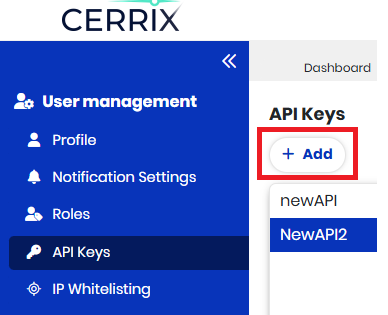 CERRIX
Dashboard
User management
Profile
Notification Settings
Roles
API Keys
IP Whitelisting
API Keys
+ Add
newAPI
NewAPI2